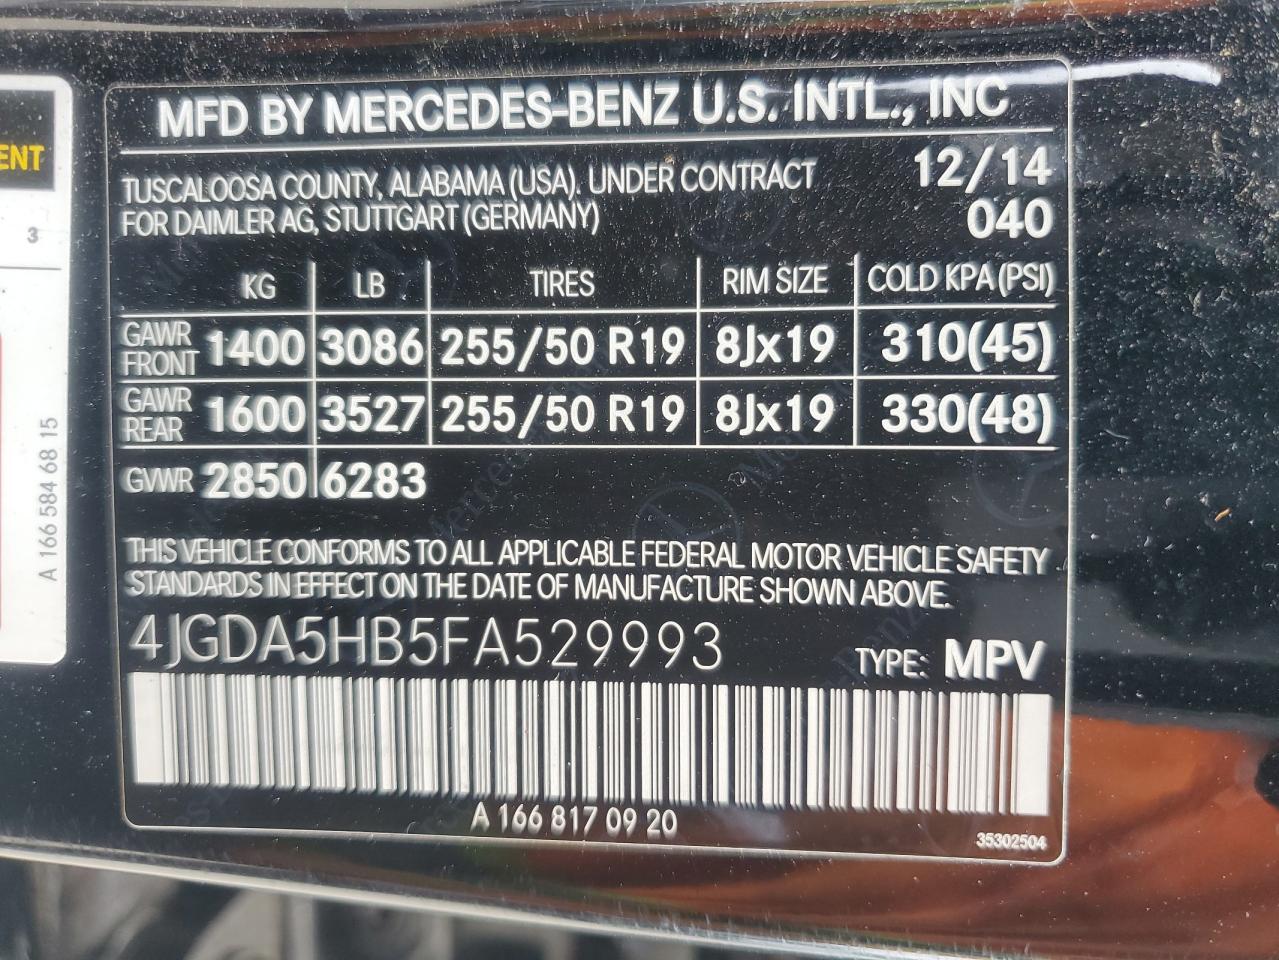 ENT
3
A 166 584 68 15
MFD BY MERCEDES-BENZ U.S. INTL., INC
TUSCALOOSA COUNTY, ALABAMA (USA). UNDER CONTRACT 12/14
FOR DAIMLER AG, STUTTGART (GERMANY) 040
KG LB TIRES RIM SIZE COLD KPA (PSI)
GAWR FRONT 1400 3086 255/50 R19 8Jx19 310(45)
GAWR REAR 1600 3527 255/50 R19 8Jx19 330(48)
GVWR 2850 6283
THIS VEHICLE CONFORMS TO ALL APPLICABLE FEDERAL MOTOR VEHICLE SAFETY
STANDARDS IN EFFECT ON THE DATE OF MANUFACTURE SHOWN ABOVE.
4JGDA5HB5FA529993 TYPE: MPV
A 166 817 09 20
35302504